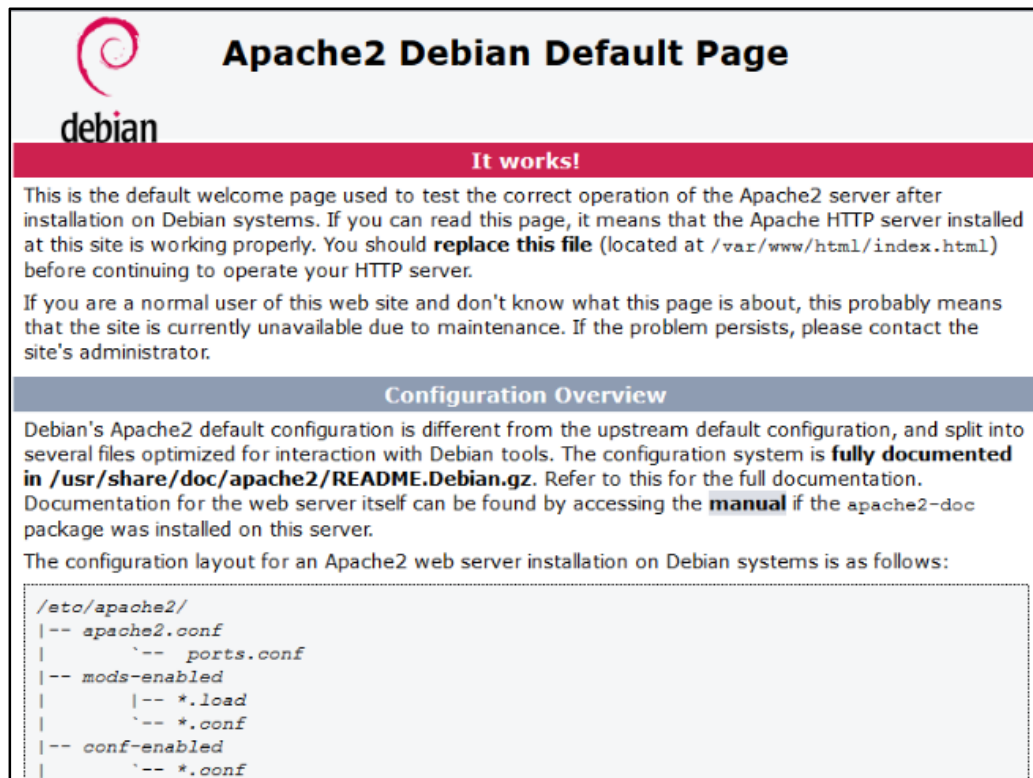 debian
Apache2 Debian Default Page
It works!
This is the default welcome page used to test the correct operation of the Apache2 server after
installation on Debian systems. If you can read this page, it means that the Apache HTTP server installed
at this site is working properly. You should replace this file (located at /var/www/html/index.html)
before continuing to operate your HTTP server.
If you are a normal user of this web site and don't know what this page is about, this probably means
that the site is currently unavailable due to maintenance. If the problem persists, please contact the
site's administrator.
Configuration Overview
Debian's Apache2 default configuration is different from the upstream default configuration, and split into
several files optimized for interaction with Debian tools. The configuration system is fully documented
in /usr/share/doc/apache2/README.Debian.gz. Refer to this for the full documentation.
Documentation for the web server itself can be found by accessing the manual if the apache2-doc
package was installed on this server.
The configuration layout for an Apache2 web server installation on Debian systems is as follows:
/etc/apache2/
|-- apache2.conf
|       `--  ports.conf
|-- mods-enabled
|       |-- *.load
|       `-- *.conf
|-- conf-enabled
|       `-- *.conf